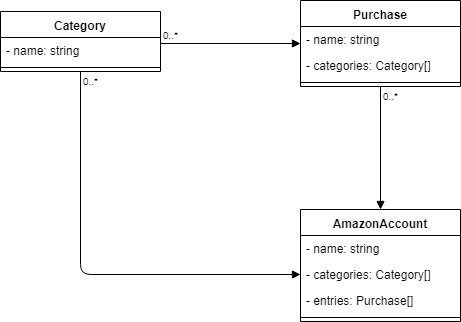 Category
- name: string
0..*
0..*
Purchase
- name: string
- categories: Category[]
0..*
AmazonAccount
- name: string
- categories: Category[]
- entries: Purchase[]